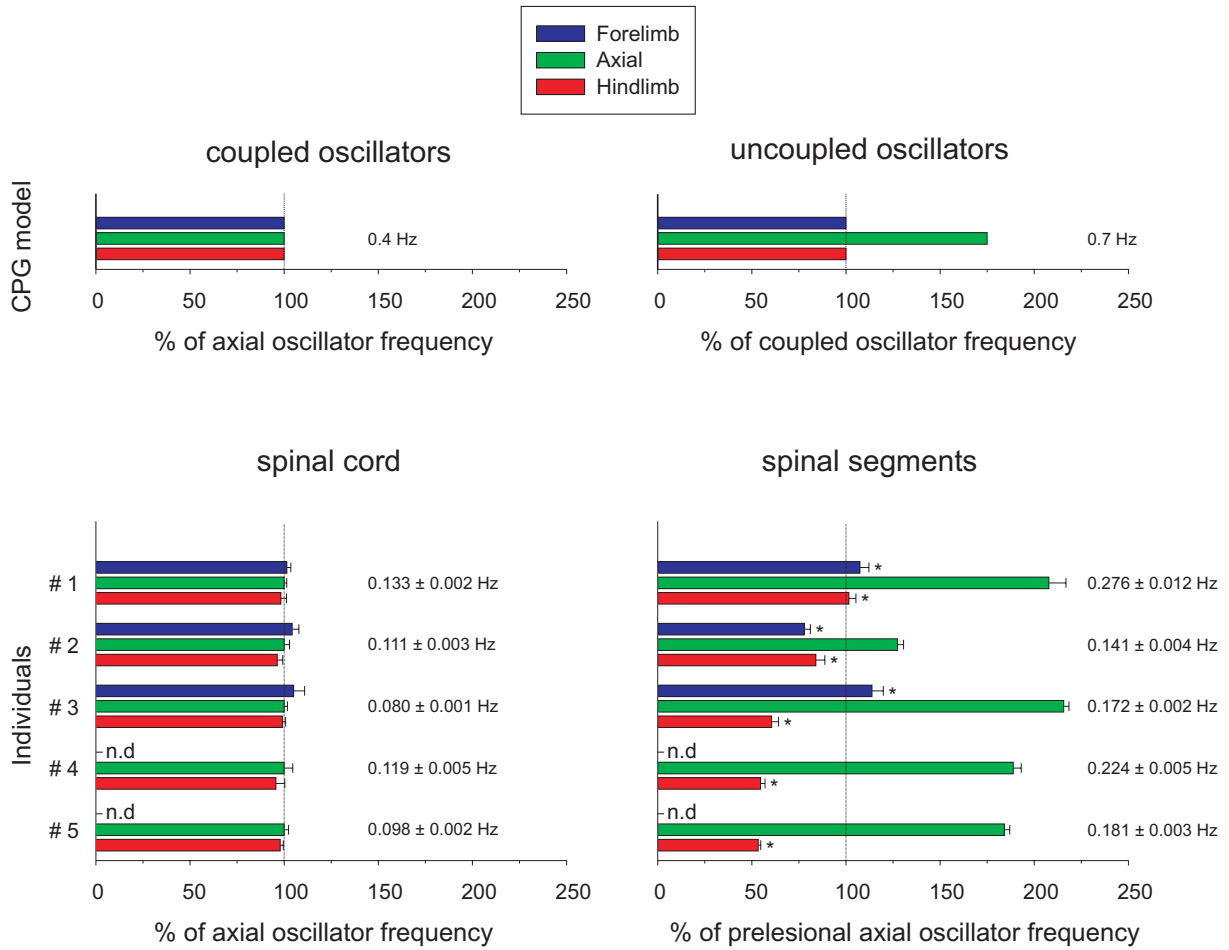 Forelimb
Axial
Hindlimb
coupled oscillators
uncoupled oscillators
CPG model
0.4 Hz
0.7 Hz
0 50 100 150 200 250
0 50 100 150 200 250
% of axial oscillator frequency
% of coupled oscillator frequency
spinal cord
spinal segments
Individuals
# 1
0.133 ± 0.002 Hz
*
*
0.276 ± 0.012 Hz
# 2
0.111 ± 0.003 Hz
*
*
0.141 ± 0.004 Hz
# 3
0.080 ± 0.001 Hz
*
*
0.172 ± 0.002 Hz
n.d
n.d
# 4
0.119 ± 0.005 Hz
*
0.224 ± 0.005 Hz
n.d
n.d
# 5
0.098 ± 0.002 Hz
*
0.181 ± 0.003 Hz
0 50 100 150 200 250
0 50 100 150 200 250
% of axial oscillator frequency
% of prelesional axial oscillator frequency